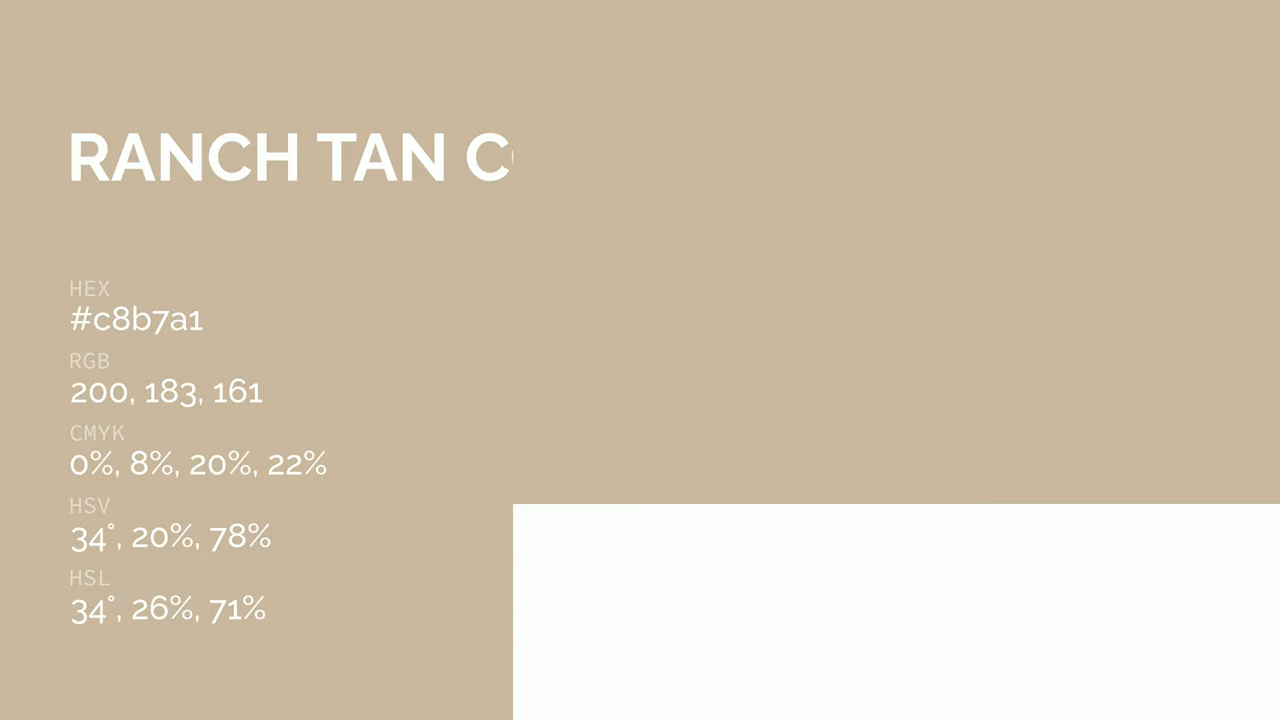 RANCH TAN C
HEX
#c8b7a1
RGB
200, 183, 161
CMYK
0%, 8%, 20%, 22%
HSV
34°, 20%, 78%
HSL
34°, 26%, 71%